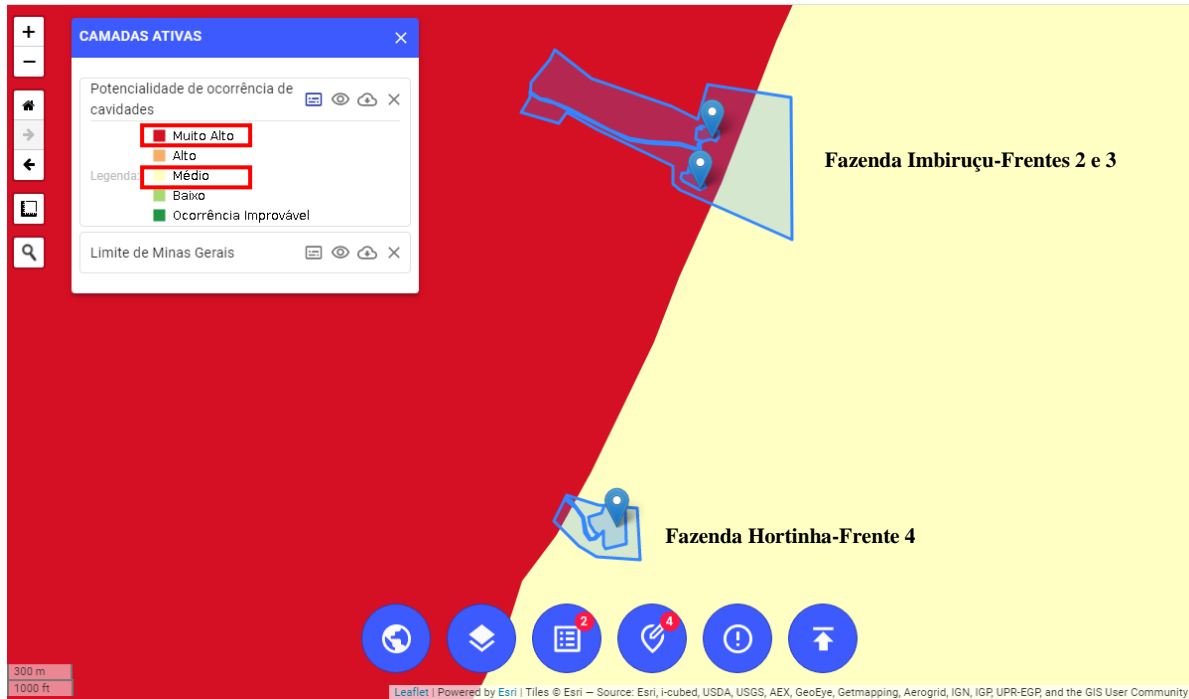 +
−
CAMADAS ATIVAS
Potencialidade de ocorrência de
cavidades
Legenda:
Muito Alto
Alto
Médio
Baixo
Ocorrência Improvável
Limite de Minas Gerais
Fazenda Imbiruçu-Frentes 2 e 3
Fazenda Hortinha-Frente 4
2
4
300 m
1000 ft
Leaflet | Powered by Esri | Tiles © Esri — Source: Esri, i-cubed, USDA, USGS, AEX, GeoEye, Getmapping, Aerogrid, IGN, IGP, UPR-EGP, and the GIS User Community